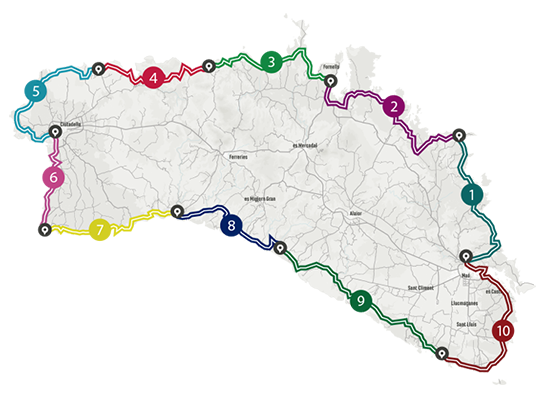 5
4
3
Fornells
2
Ciutadella
es Mercadal
Ferreries
6
1
es Migjorn Gran
7
8
Alaior
Maó
Sant Climent
es Castell
9
Llucmaçanes
Sant Lluís
10